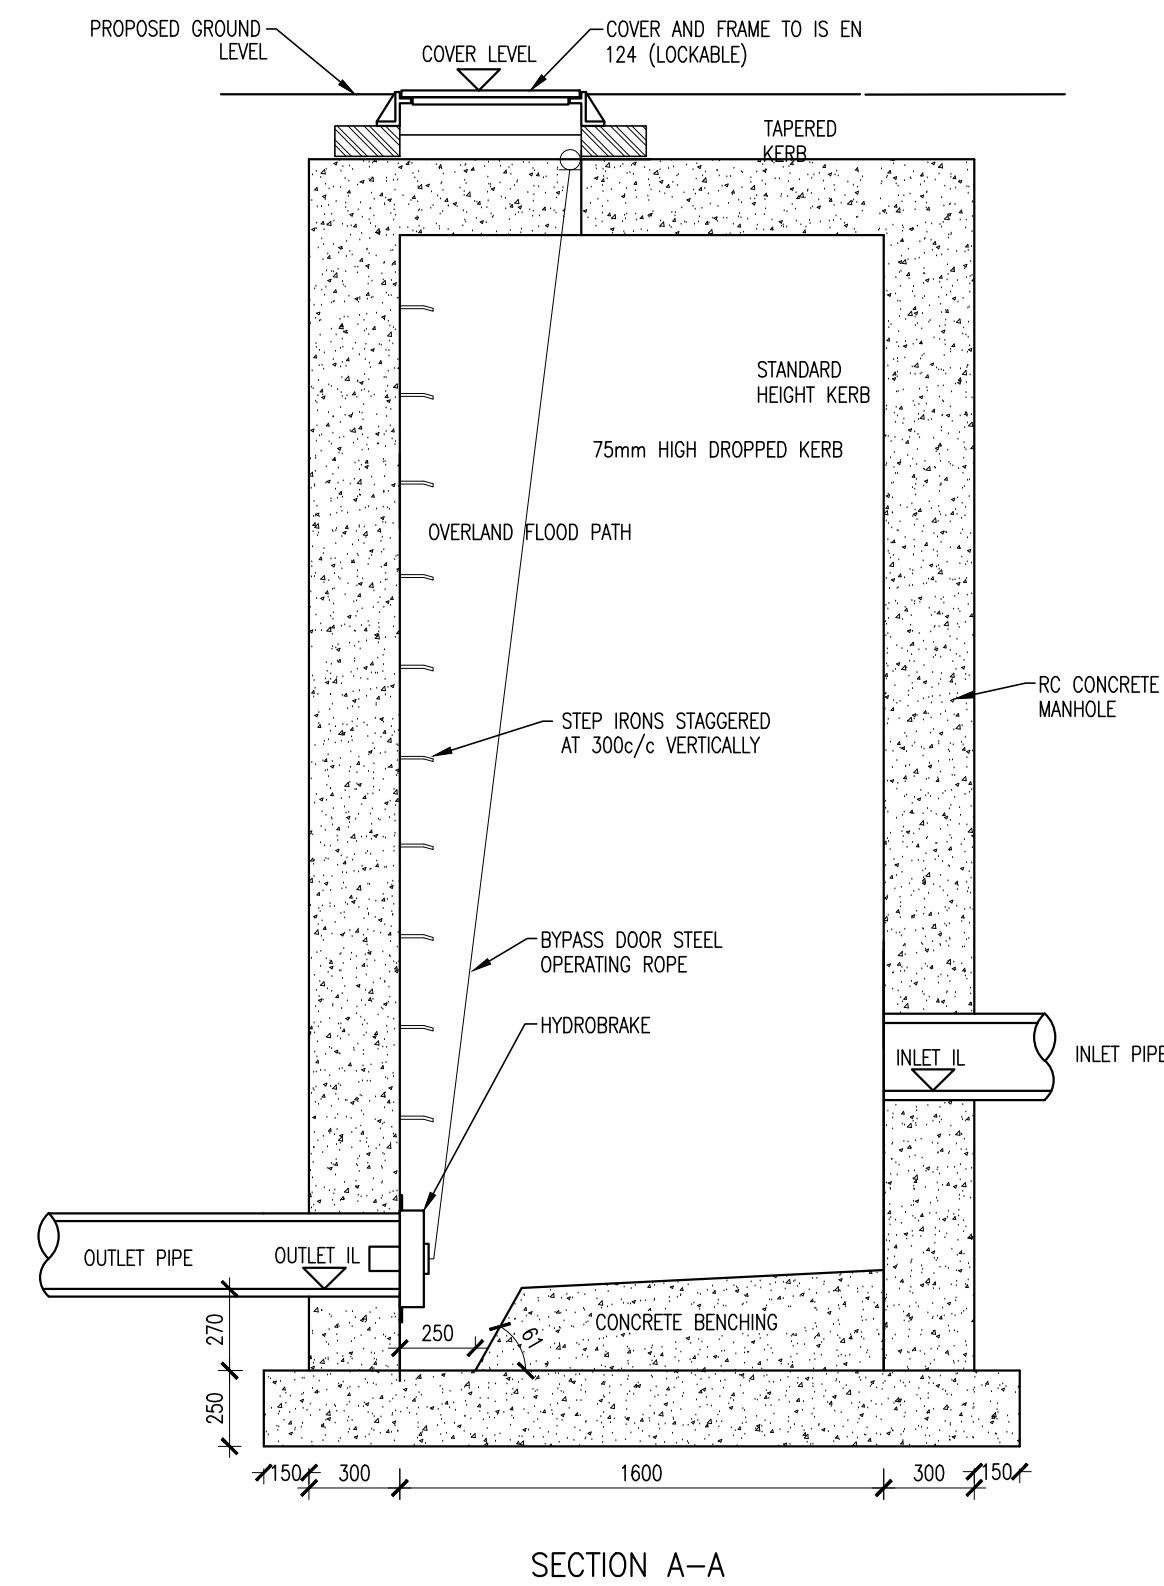 PROPOSED GROUND
LEVEL
COVER LEVEL
COVER AND FRAME TO IS EN
124 (LOCKABLE)
TAPERED
KERB
STANDARD
HEIGHT KERB
75mm HIGH DROPPED KERB
OVERLAND FLOOD PATH
RC CONCRETE
MANHOLE
STEP IRONS STAGGERED
AT 300c/c VERTICALLY
BYPASS DOOR STEEL
OPERATING ROPE
HYDROBRAKE
INLET IL
INLET PIPE
OUTLET PIPE
OUTLET IL
CONCRETE BENCHING
270
250
61
250
150
300
1600
300
150
SECTION A-A